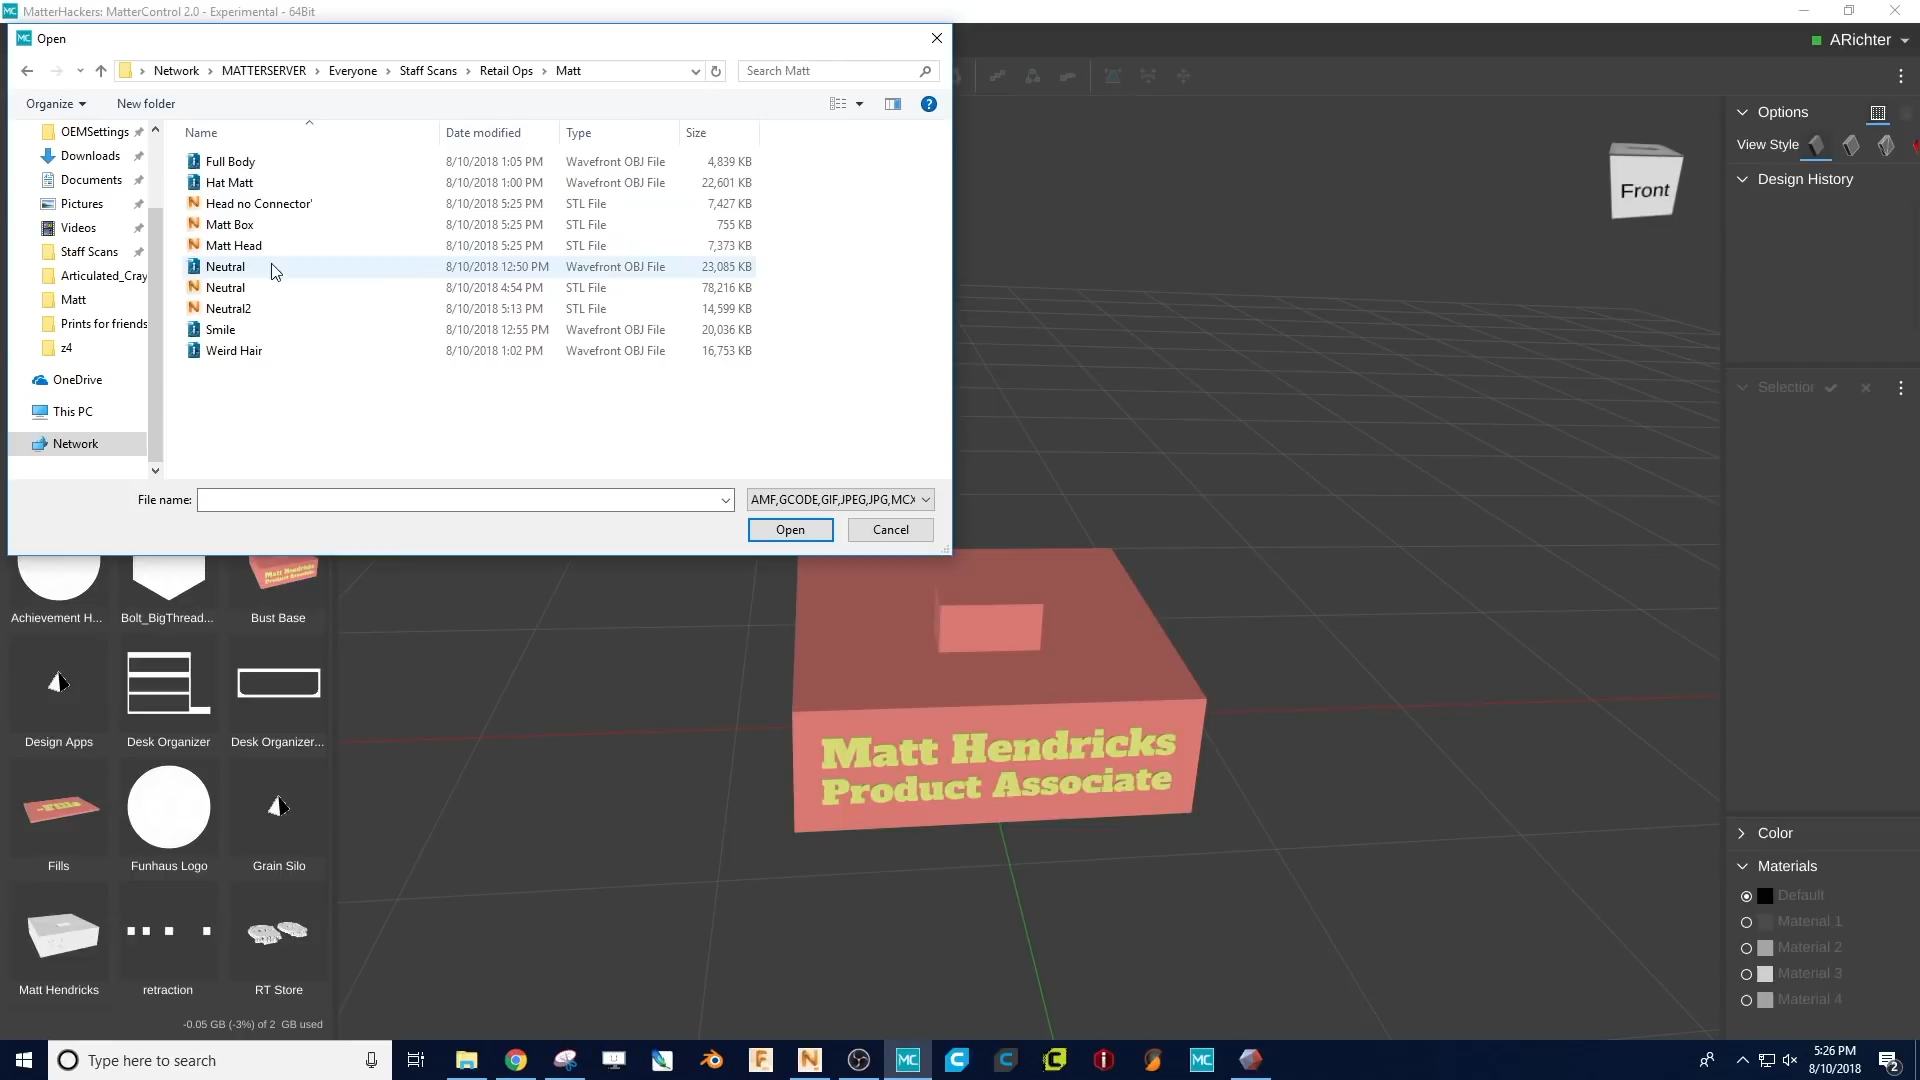 MatterHackers: MatterControl 2.0 - Experimental - 64Bit
MC Open
Network > MATTERSERVER > Everyone > Staff Scans > Retail Ops > Matt
Search Matt
ARichter
Organize New folder
Name Date modified Type Size
OEMSettings
Downloads
Documents
Pictures
Videos
Staff Scans
Articulated_Cray
Matt
Prints for friends
z4
OneDrive
This PC
Network
Full Body 8/10/2018 1:05 PM Wavefront OBJ File 4,839 KB
Hat Matt 8/10/2018 1:00 PM Wavefront OBJ File 22,601 KB
Head no Connector' 8/10/2018 5:25 PM STL File 7,427 KB
Matt Box 8/10/2018 5:25 PM STL File 755 KB
Matt Head 8/10/2018 5:25 PM STL File 7,373 KB
Neutral 8/10/2018 12:50 PM Wavefront OBJ File 23,085 KB
Neutral 8/10/2018 4:54 PM STL File 78,216 KB
Neutral2 8/10/2018 5:13 PM STL File 14,599 KB
Smile 8/10/2018 12:55 PM Wavefront OBJ File 20,036 KB
Weird Hair 8/10/2018 1:02 PM Wavefront OBJ File 16,753 KB
File name: AMF,GCODE,GIF,JPEG,JPG,MCX
Open Cancel
Options
View Style
Design History
Front
Selection
Achievement H... Bolt_BigThread... Bust Base
Design Apps Desk Organizer Desk Organizer...
Fills Funhaus Logo Grain Silo
Matt Hendricks retraction RT Store
-0.05 GB (-3%) of 2 GB used
Matt Hendricks
Product Associate
Color
Materials
Default
Material 1
Material 2
Material 3
Material 4
Type here to search
5:26 PM
8/10/2018
2